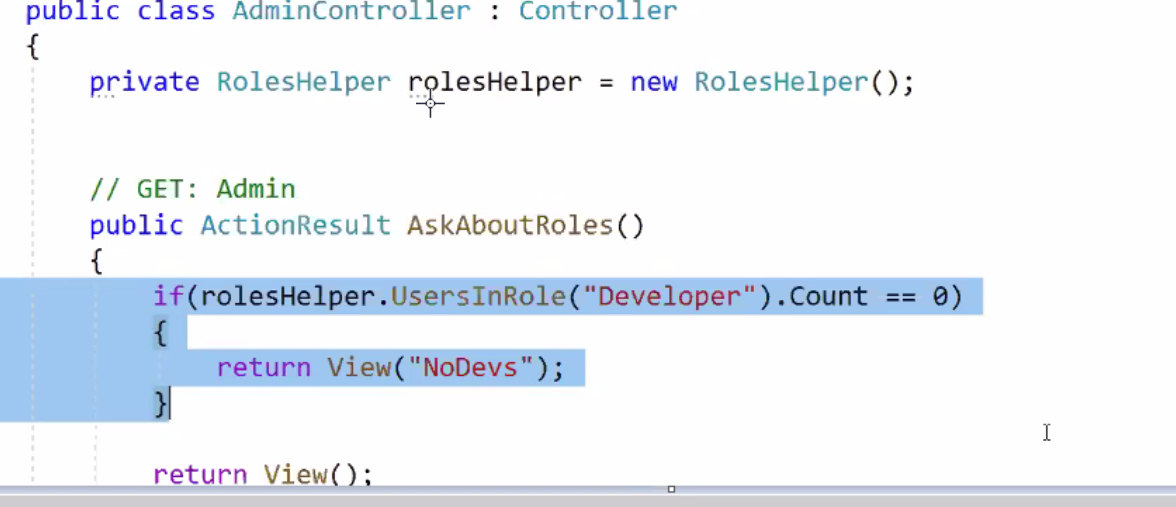 public class AdminController : Controller
{
private RolesHelper rolesHelper = new RolesHelper();
// GET: Admin
public ActionResult AskAboutRoles()
{
if(rolesHelper.UsersInRole("Developer").Count == 0)
{
return View("NoDevs");
}
return View();